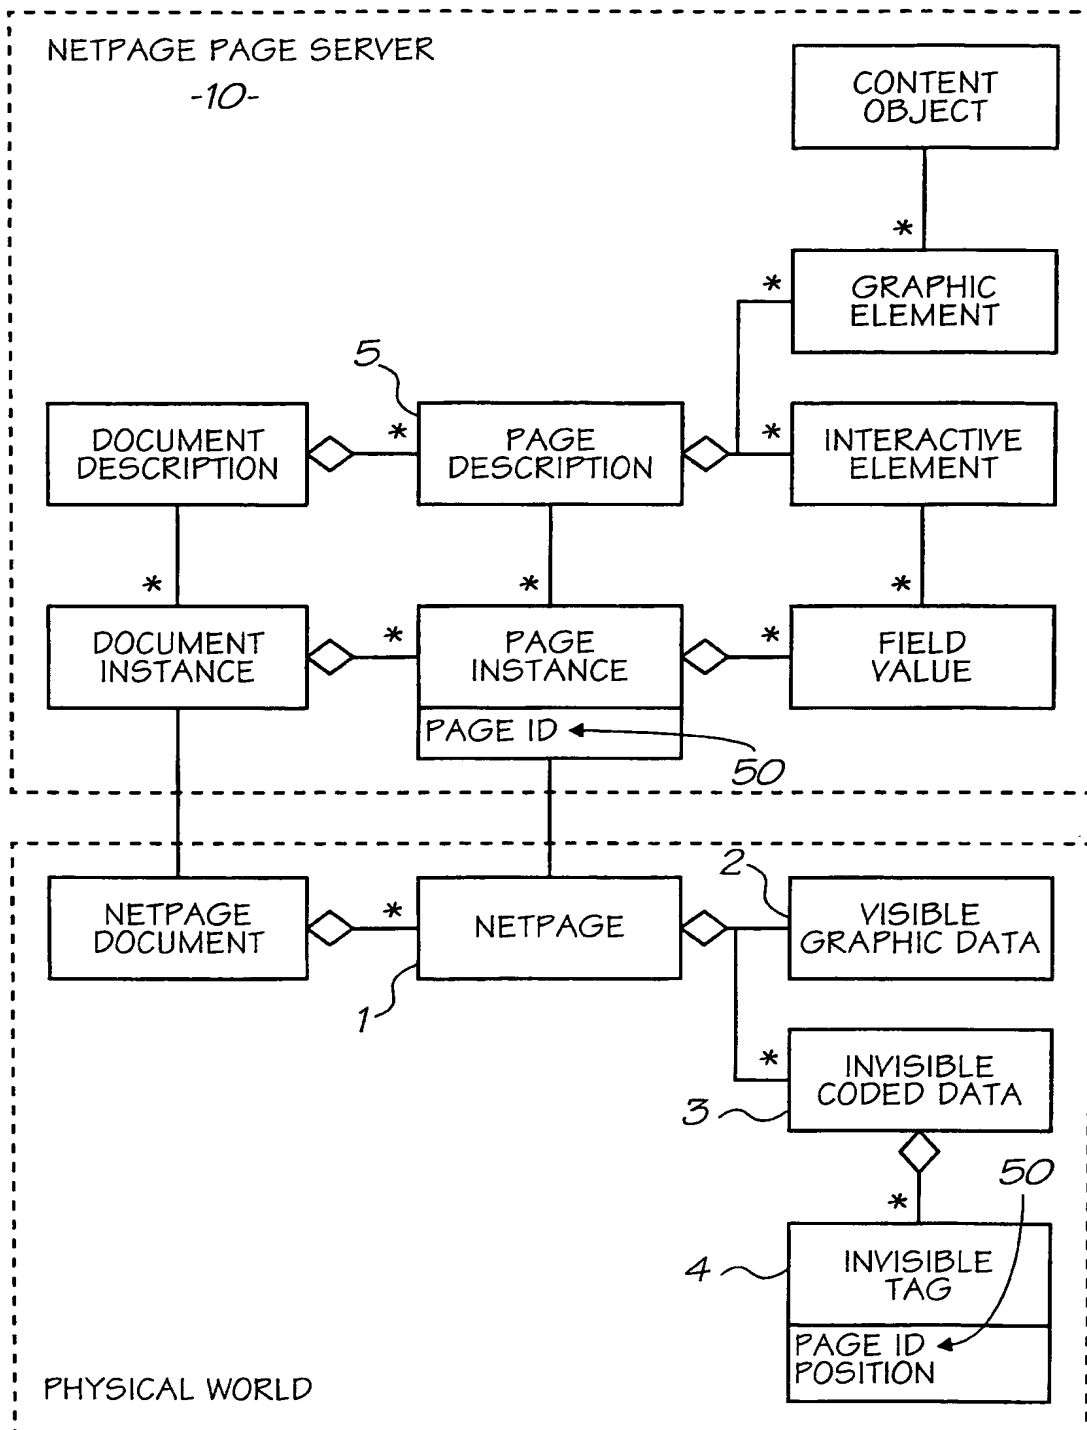 NETPAGE PAGE SERVER
-10-
CONTENT
OBJECT
*
*
GRAPHIC
ELEMENT
5
DOCUMENT
DESCRIPTION
*
PAGE
DESCRIPTION
*
INTERACTIVE
ELEMENT
*
*
*
DOCUMENT
INSTANCE
*
PAGE
INSTANCE
*
FIELD
VALUE
PAGE ID
50
2
NETPAGE
DOCUMENT
*
NETPAGE
VISIBLE
GRAPHIC DATA
1
*
INVISIBLE
CODED DATA
3
50
*
4
INVISIBLE
TAG
PAGE ID
POSITION
PHYSICAL WORLD